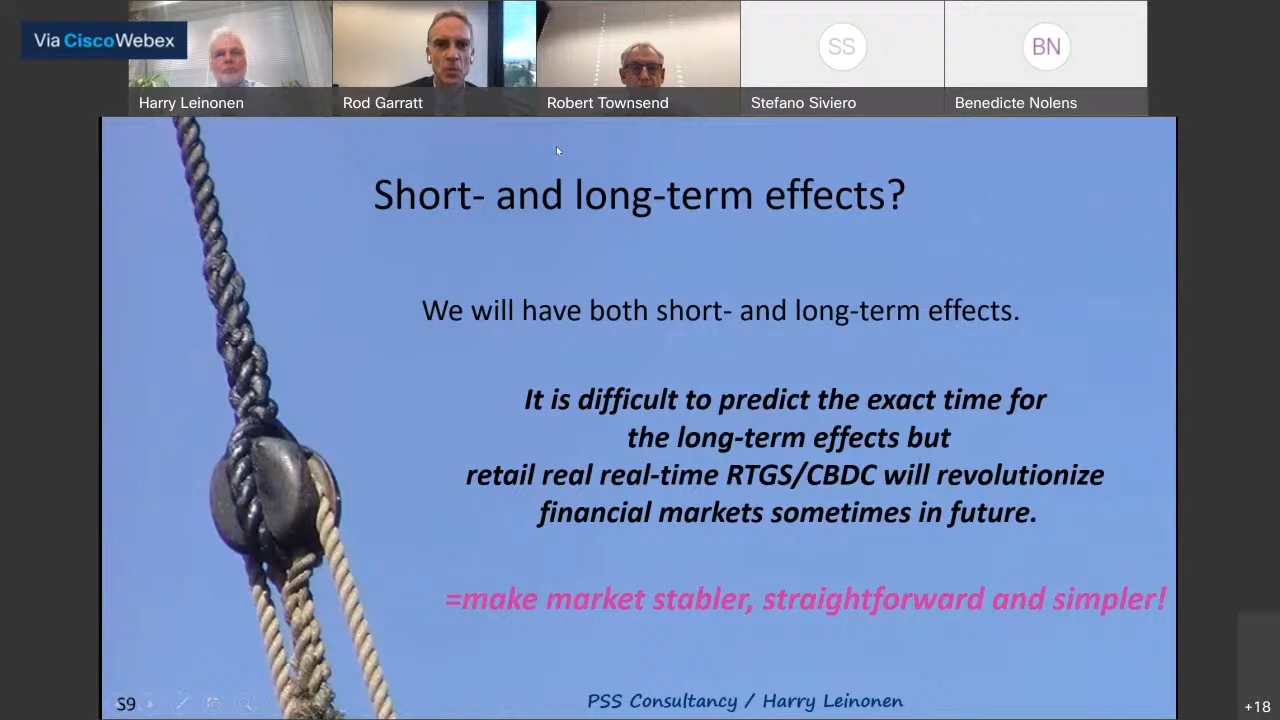 Via CiscoWebex
SS
BN
Harry Leinonen
Rod Garratt
Robert Townsend
Stefano Siviero
Benedicte Nolens
Short- and long-term effects?
We will have both short- and long-term effects.
It is difficult to predict the exact time for
the long-term effects but
retail real real-time RTGS/CBDC will revolutionize
financial markets sometimes in future.
=make market stabler, straightforward and simpler!
S9
PSS Consultancy / Harry Leinonen
+18